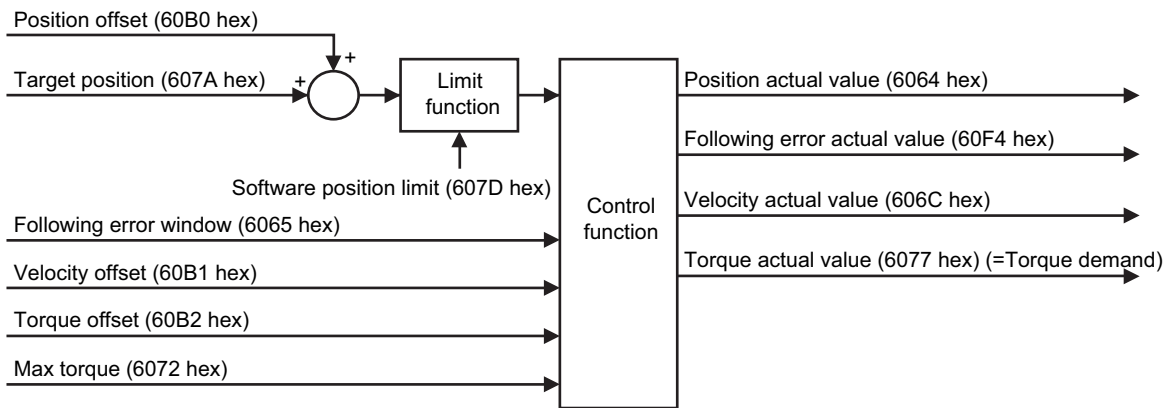 Position offset (60B0 hex)
+
Target position (607A hex)
+
Limit
function
Software position limit (607D hex)
Following error window (6065 hex)
Velocity offset (60B1 hex)
Torque offset (60B2 hex)
Max torque (6072 hex)
Control
function
Position actual value (6064 hex)
Following error actual value (60F4 hex)
Velocity actual value (606C hex)
Torque actual value (6077 hex) (=Torque demand)